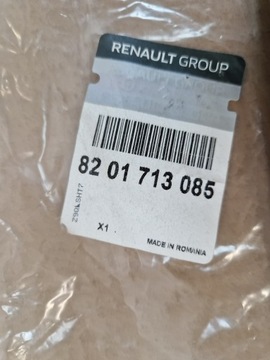 RENAULT GROUP
82 01 713 085
X1
MADE IN ROMANIA